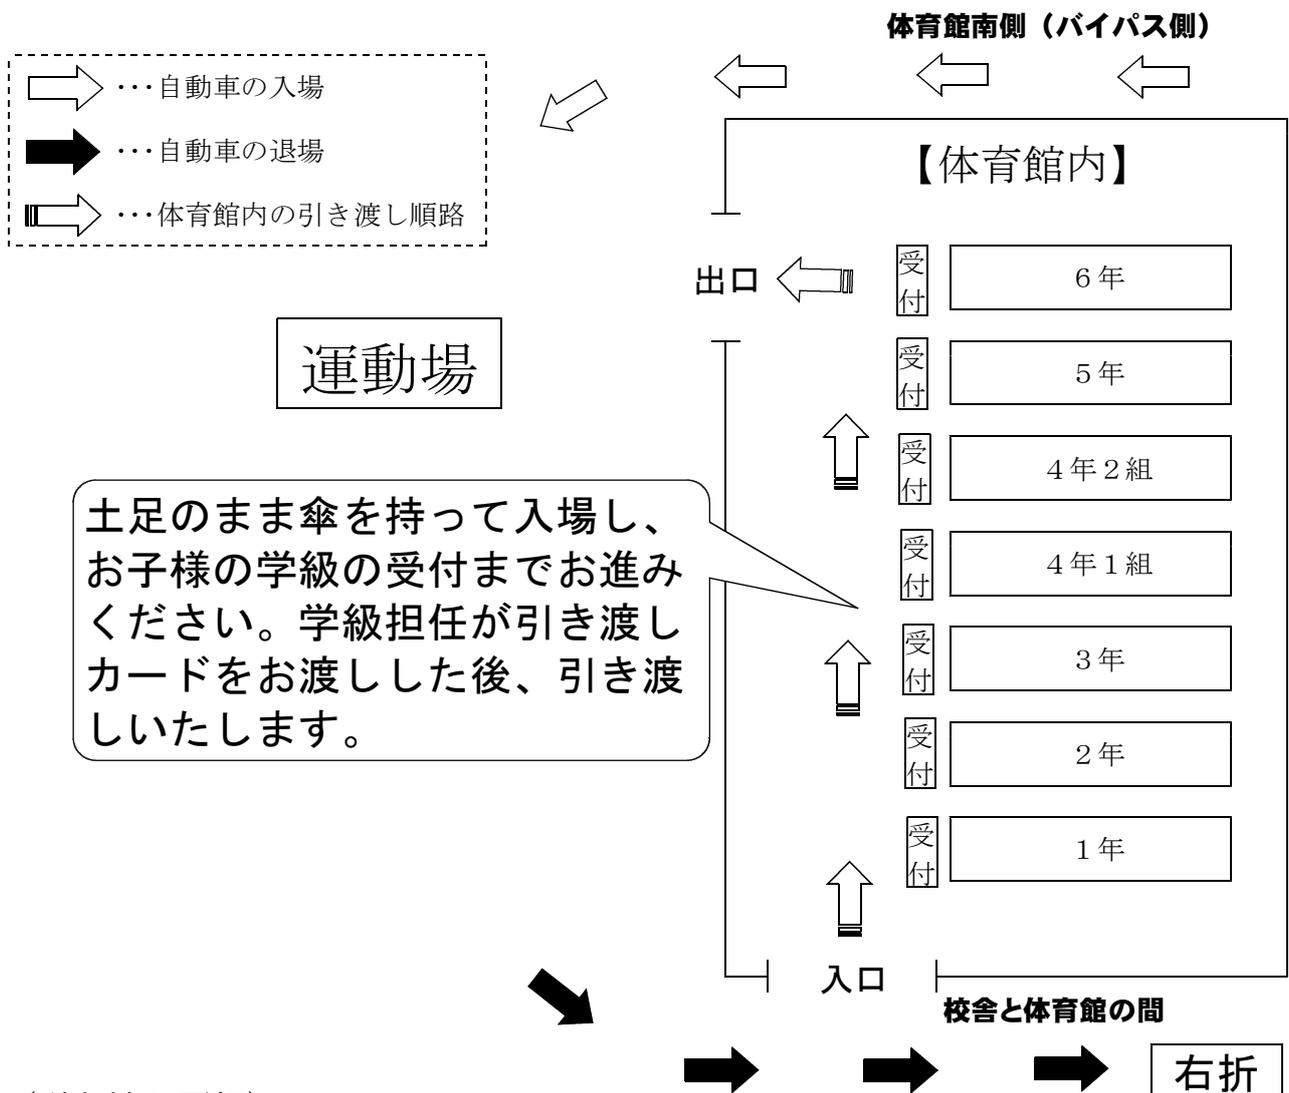 体育館南側（バイパス側）
･･･自動車の入場
･･･自動車の退場
･･･体育館内の引き渡し順路
【体育館内】
出口
受付
６年
運動場
受付
５年
受付
４年２組
土足のまま傘を持って入場し、
お子様の学級の受付までお進み
ください。学級担任が引き渡し
カードをお渡しした後、引き渡
しいたします。
受付
４年１組
受付
３年
受付
２年
受付
１年
入口
校舎と体育館の間
右折